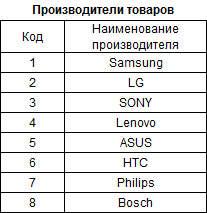 Производители товаров
Код Наименование производителя
1 Samsung
2 LG
3 SONY
4 Lenovo
5 ASUS
6 HTC
7 Philips
8 Bosch